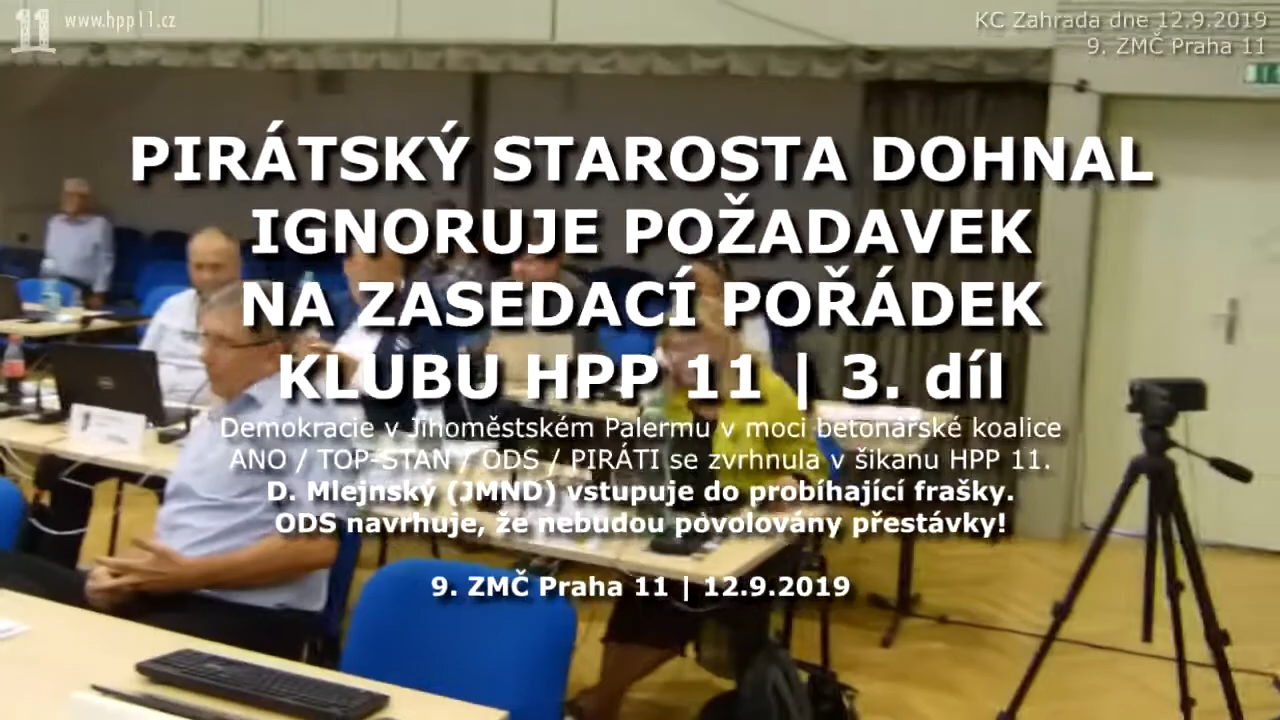 11 www.hpp11.cz
KC Zahrada dne 12.9.2019
9. ZMČ Praha 11
PIRÁTSKÝ STAROSTA DOHNAL
IGNORUJE POŽADAVEK
NA ZASEDACÍ POŘÁDEK
KLUBU HPP 11 | 3. díl
Demokracie v Jihoměstském Palermu v moci betonářské koalice
ANO / TOP-STAN / ODS / PIRÁTI se zvrhnula v šikanu HPP 11.
D. Mlejnský (JMND) vstupuje do probíhající frašky.
ODS navrhuje, že nebudou povolovány přestávky!
9. ZMČ Praha 11 | 12.9.2019